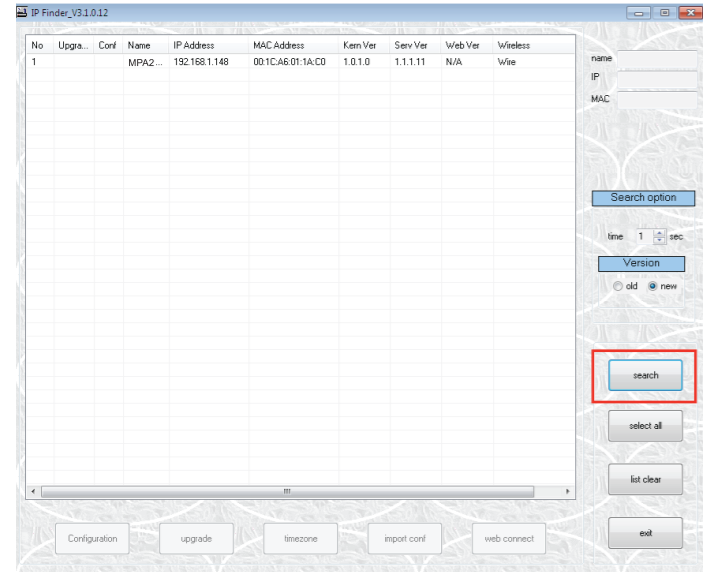 IP Finder_V3.1.0.12
No Upgra... Conf Name IP Address MAC Address Kern Ver Serv Ver Web Ver Wireless
1 MPA2... 192.168.1.148 00:1C:A6:01:1A:C0 1.0.1.0 1.1.1.11 N/A Wire
name
IP
MAC
Search option
time 1 sec
Version
old new
search
select all
list clear
exit
Configuration upgrade timezone import conf web connect